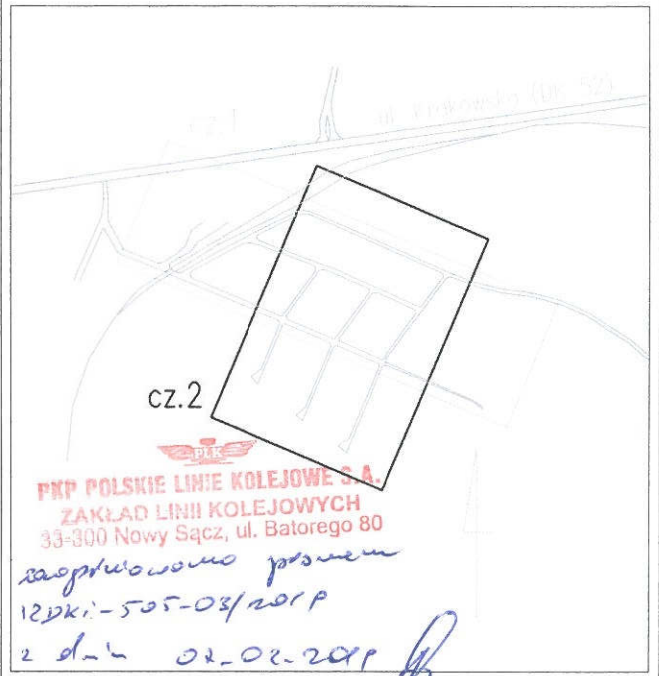 cz.1
ul. Krakowska (DK 52)
cz.2
PLK
PKP POLSKIE LINIE KOLEJOWE S.A.
ZAKŁAD LINII KOLEJOWYCH
33-300 Nowy Sącz, ul. Batorego 80
zaopiniowano pismem
z dnia